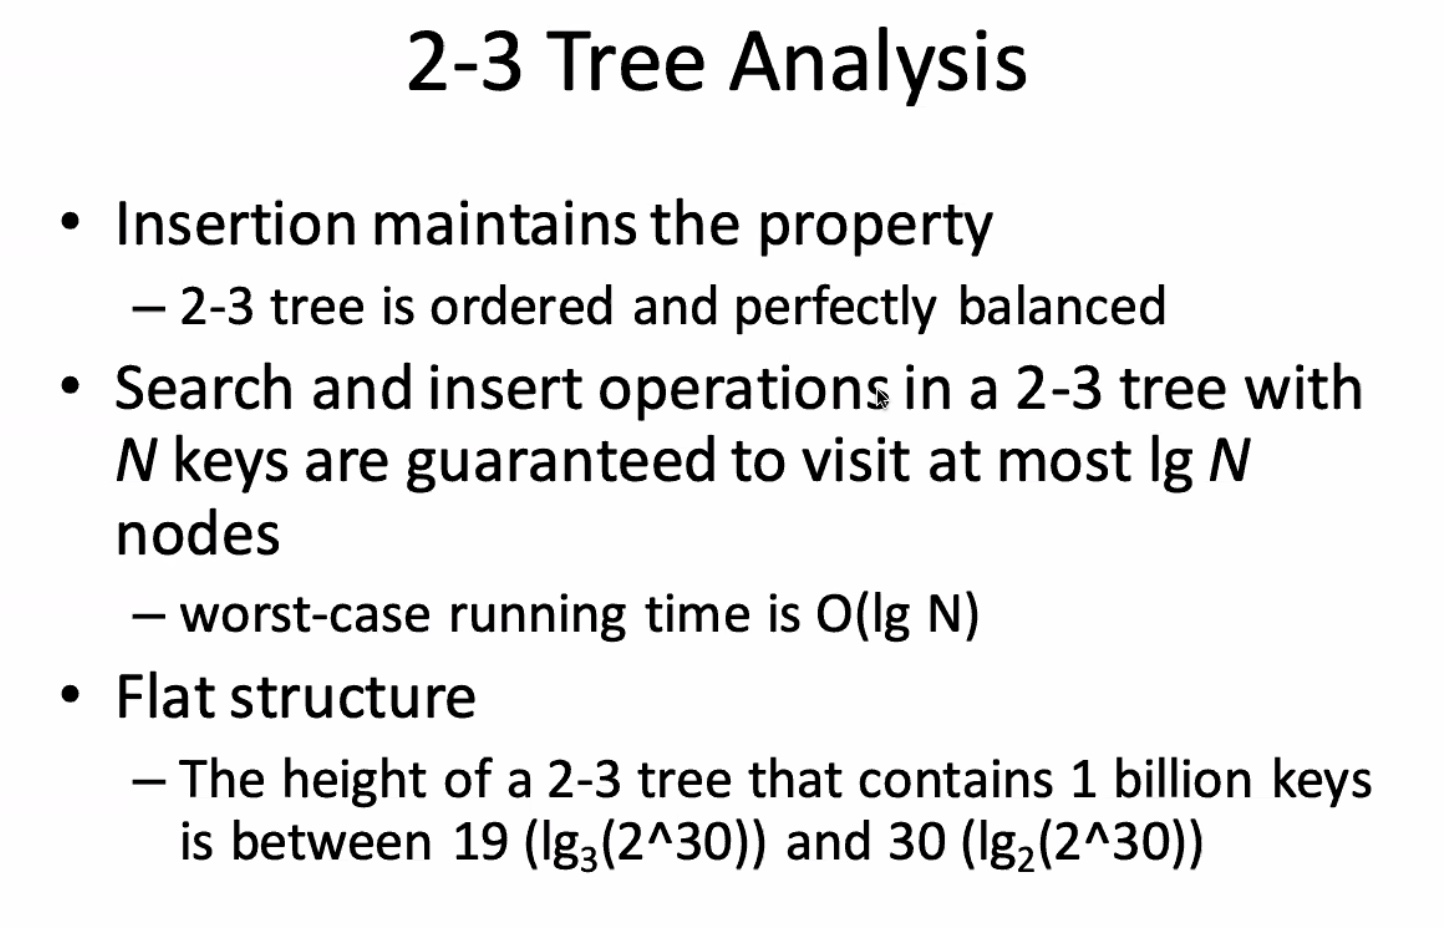 2-3 Tree Analysis
• Insertion maintains the property
– 2-3 tree is ordered and perfectly balanced
• Search and insert operations in a 2-3 tree with
N keys are guaranteed to visit at most lg N
nodes
– worst-case running time is O(lg N)
• Flat structure
– The height of a 2-3 tree that contains 1 billion keys
is between 19 (lg₃(2^30)) and 30 (lg₂(2^30))